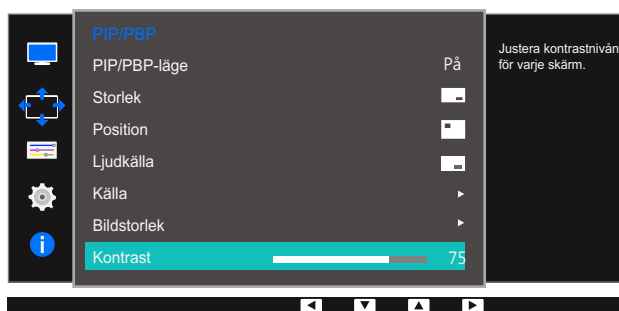 PIP/PBP
PIP/PBP-läge På
Storlek
Position
Ljudkälla
Källa
Bildstorlek
Kontrast 75
Justera kontrastnivån
för varje skärm.